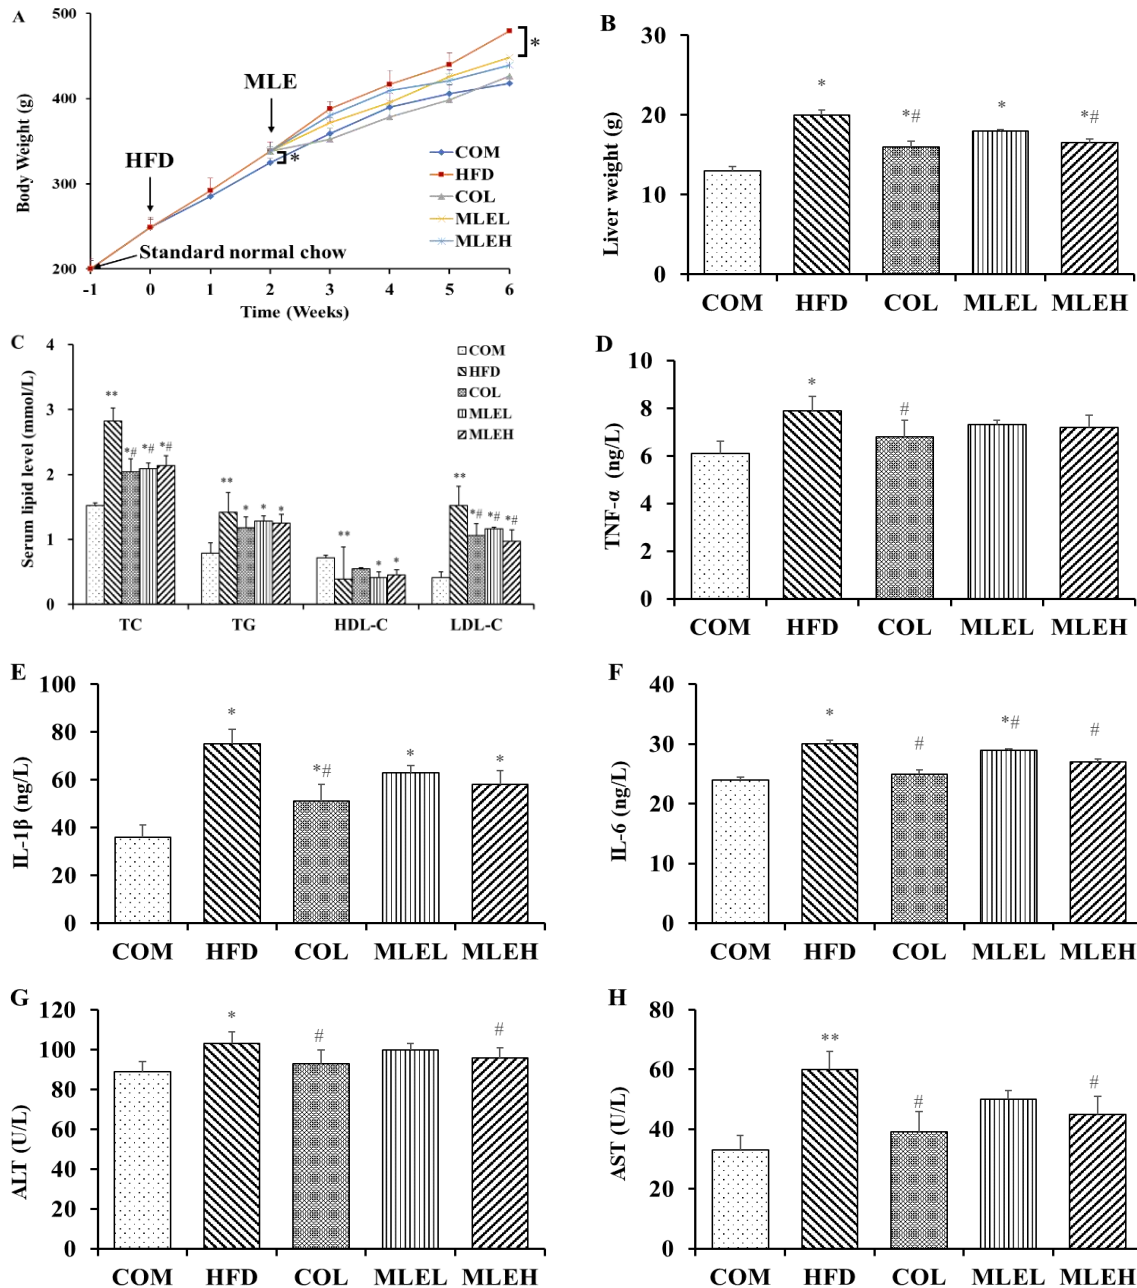 A
Body Weight (g)
500
400
300
200
HFD
MLE
*
*
Standard normal chow
COM
HFD
COL
MLEL
MLEH
-1 0 1 2 3 4 5 6
Time (Weeks)
B
Liver weight (g)
30
20
10
0
* *# * *#
COM HFD COL MLEL MLEH
C
Serum lipid level (mmol/L)
4
3
2
1
0
COM
HFD
COL
MLEL
MLEH
** *# *# *#
** * * *
** * *
** *# *# *#
TC TG HDL-C LDL-C
D
TNF-α (ng/L)
10
8
6
4
2
0
* #
COM HFD COL MLEL MLEH
E
IL-1β (ng/L)
100
80
60
40
20
0
* *# * *
COM HFD COL MLEL MLEH
F
IL-6 (ng/L)
40
30
20
10
0
* # *# #
COM HFD COL MLEL MLEH
G
ALT (U/L)
120
100
80
60
40
20
0
* # #
COM HFD COL MLEL MLEH
H
AST (U/L)
80
60
40
20
0
** # #
COM HFD COL MLEL MLEH